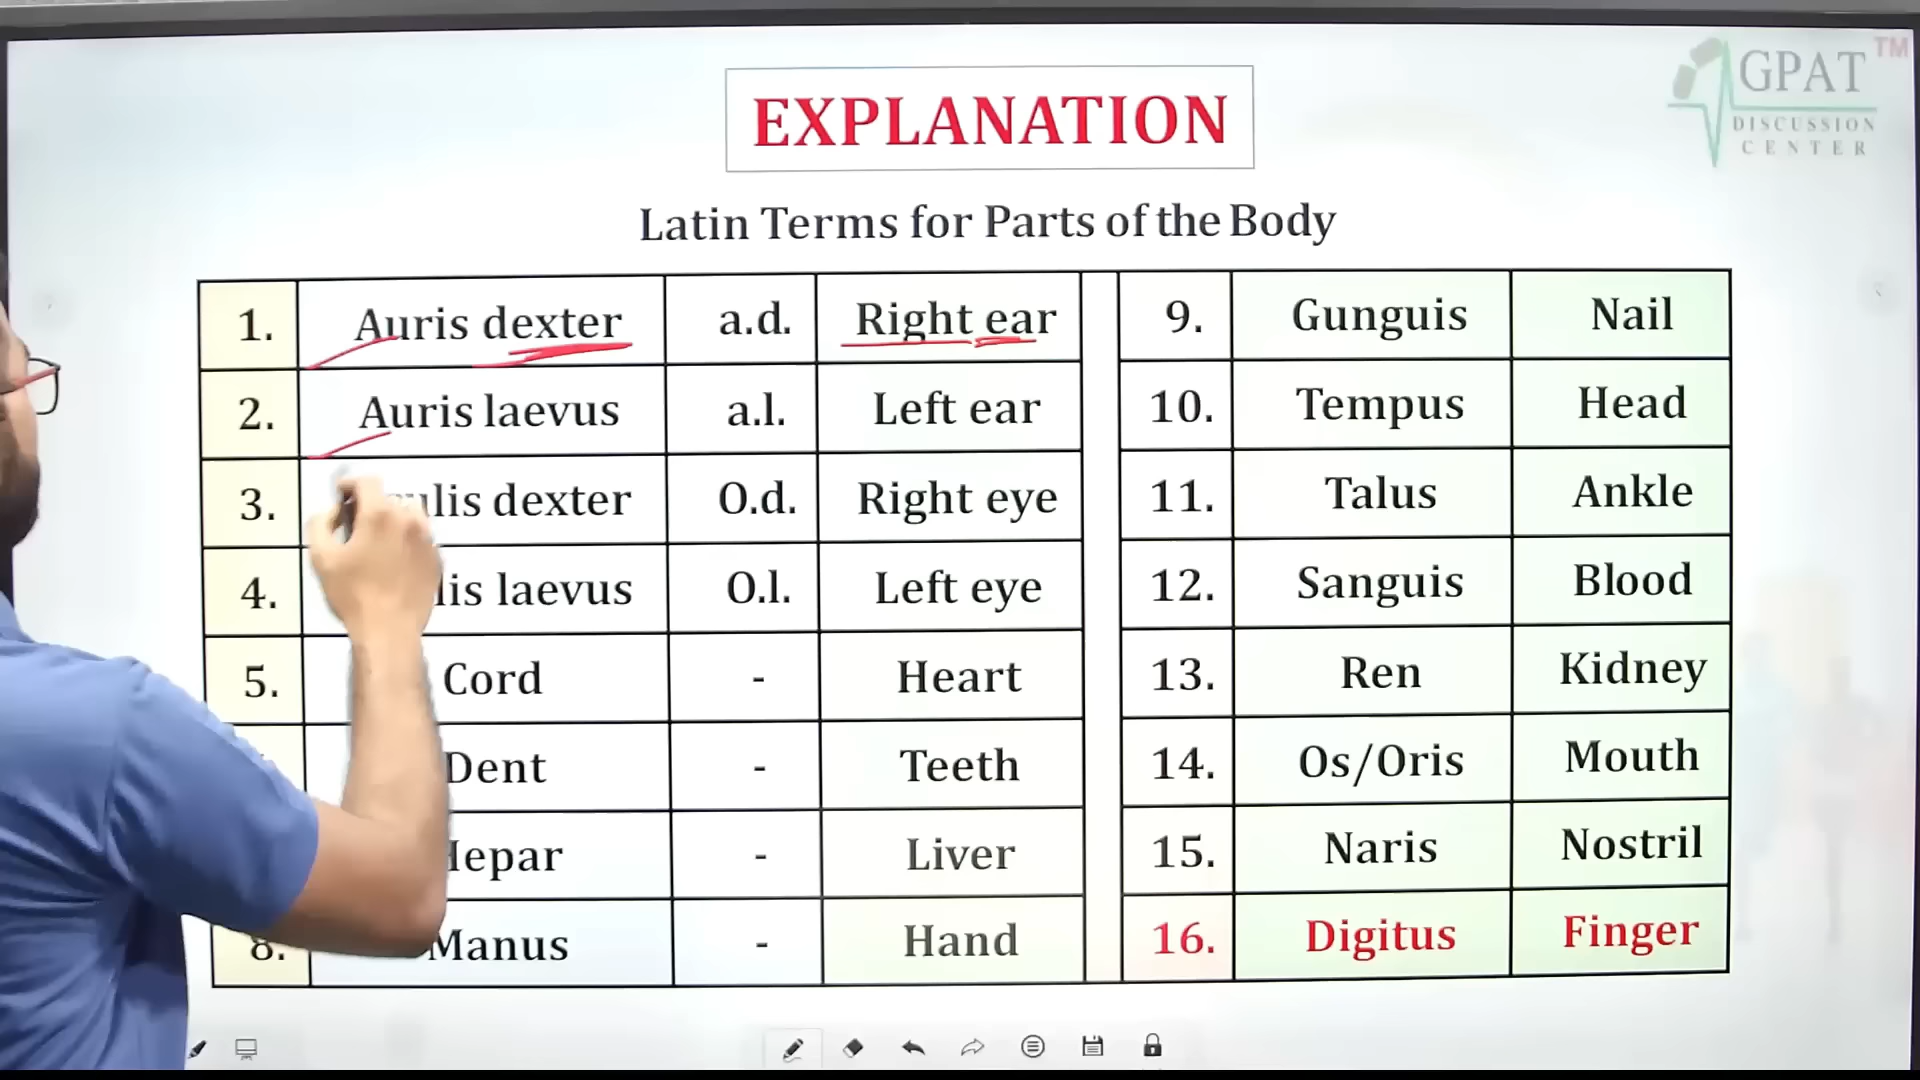 GPAT TM
DISCUSSION
CENTER
EXPLANATION
Latin Terms for Parts of the Body
1. Auris dexter a.d. Right ear 9. Gunguis Nail
2. Auris laevus a.l. Left ear 10. Tempus Head
3. dexter O.d. Right eye 11. Talus Ankle
4. laevus O.l. Left eye 12. Sanguis Blood
5. Cord - Heart 13. Ren Kidney
Dent - Teeth 14. Os/Oris Mouth
Hepar - Liver 15. Naris Nostril
8. Manus - Hand 16. Digitus Finger